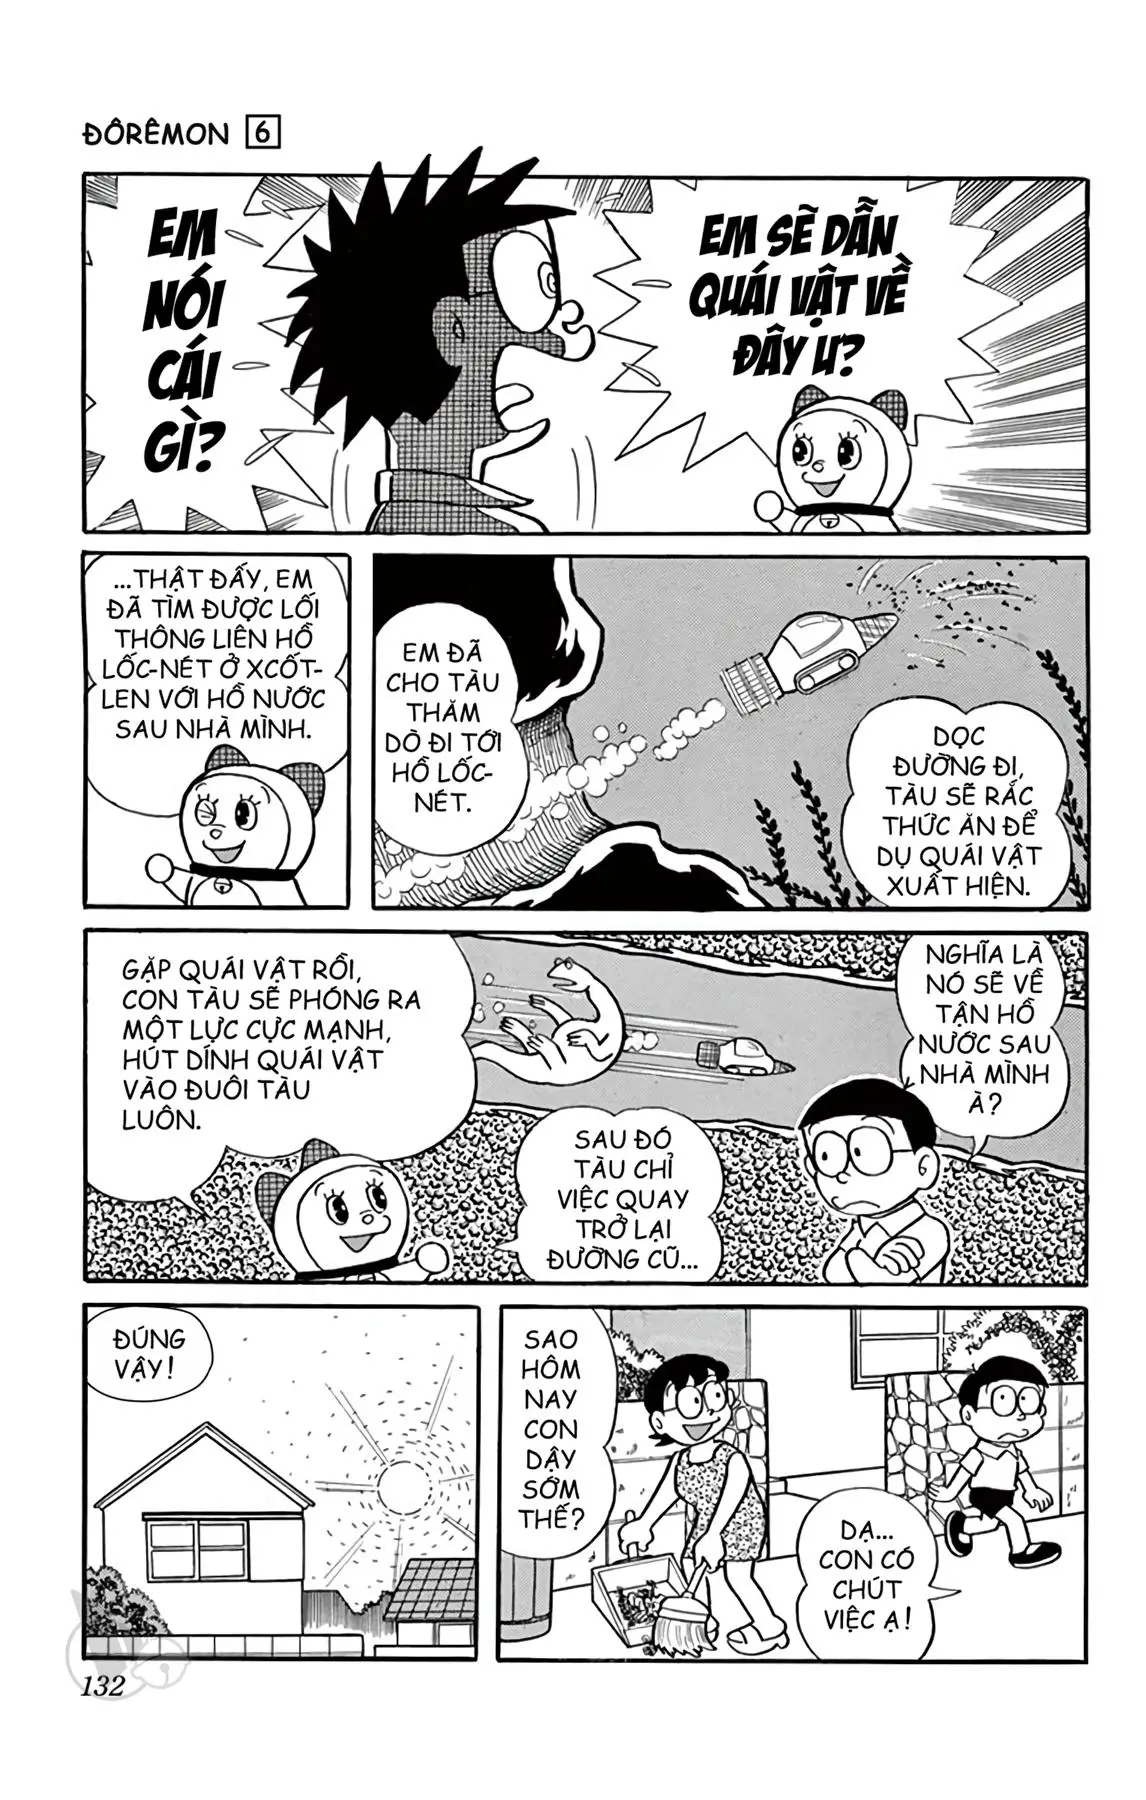 ĐÔRÊMON 6
EM
NÓI
CÁI
GÌ?
EM SẼ DẪN
QUÁI VẬT VỀ
ĐÂY Ư?
...THẬT ĐẤY, EM
ĐÃ TÌM ĐƯỢC LỐI
THÔNG LIÊN HỒ
LỐC-NÉT Ở XCỐT-
LEN VỚI HỒ NƯỚC
SAU NHÀ MÌNH.
EM ĐÃ
CHO TÀU
THĂM
DÒ ĐI TỚI
HỒ LỐC-
NÉT.
DỌC
ĐƯỜNG ĐI,
TÀU SẼ RẮC
THỨC ĂN ĐỂ
DỤ QUÁI VẬT
XUẤT HIỆN.
GẶP QUÁI VẬT RỒI,
CON TÀU SẼ PHÓNG RA
MỘT LỰC CỰC MẠNH,
HÚT DÍNH QUÁI VẬT
VÀO ĐUÔI TÀU
LUÔN.
SAU ĐÓ
TÀU CHỈ
VIỆC QUAY
TRỞ LẠI
ĐƯỜNG CŨ...
NGHĨA LÀ
NÓ SẼ VỀ
TẬN HỒ
NƯỚC SAU
NHÀ MÌNH
À?
ĐÚNG
VẬY!
SAO
HÔM
NAY
CON
DẬY
SỚM
THẾ?
DẠ...
CON CÓ
CHÚT
VIỆC Ạ!
132